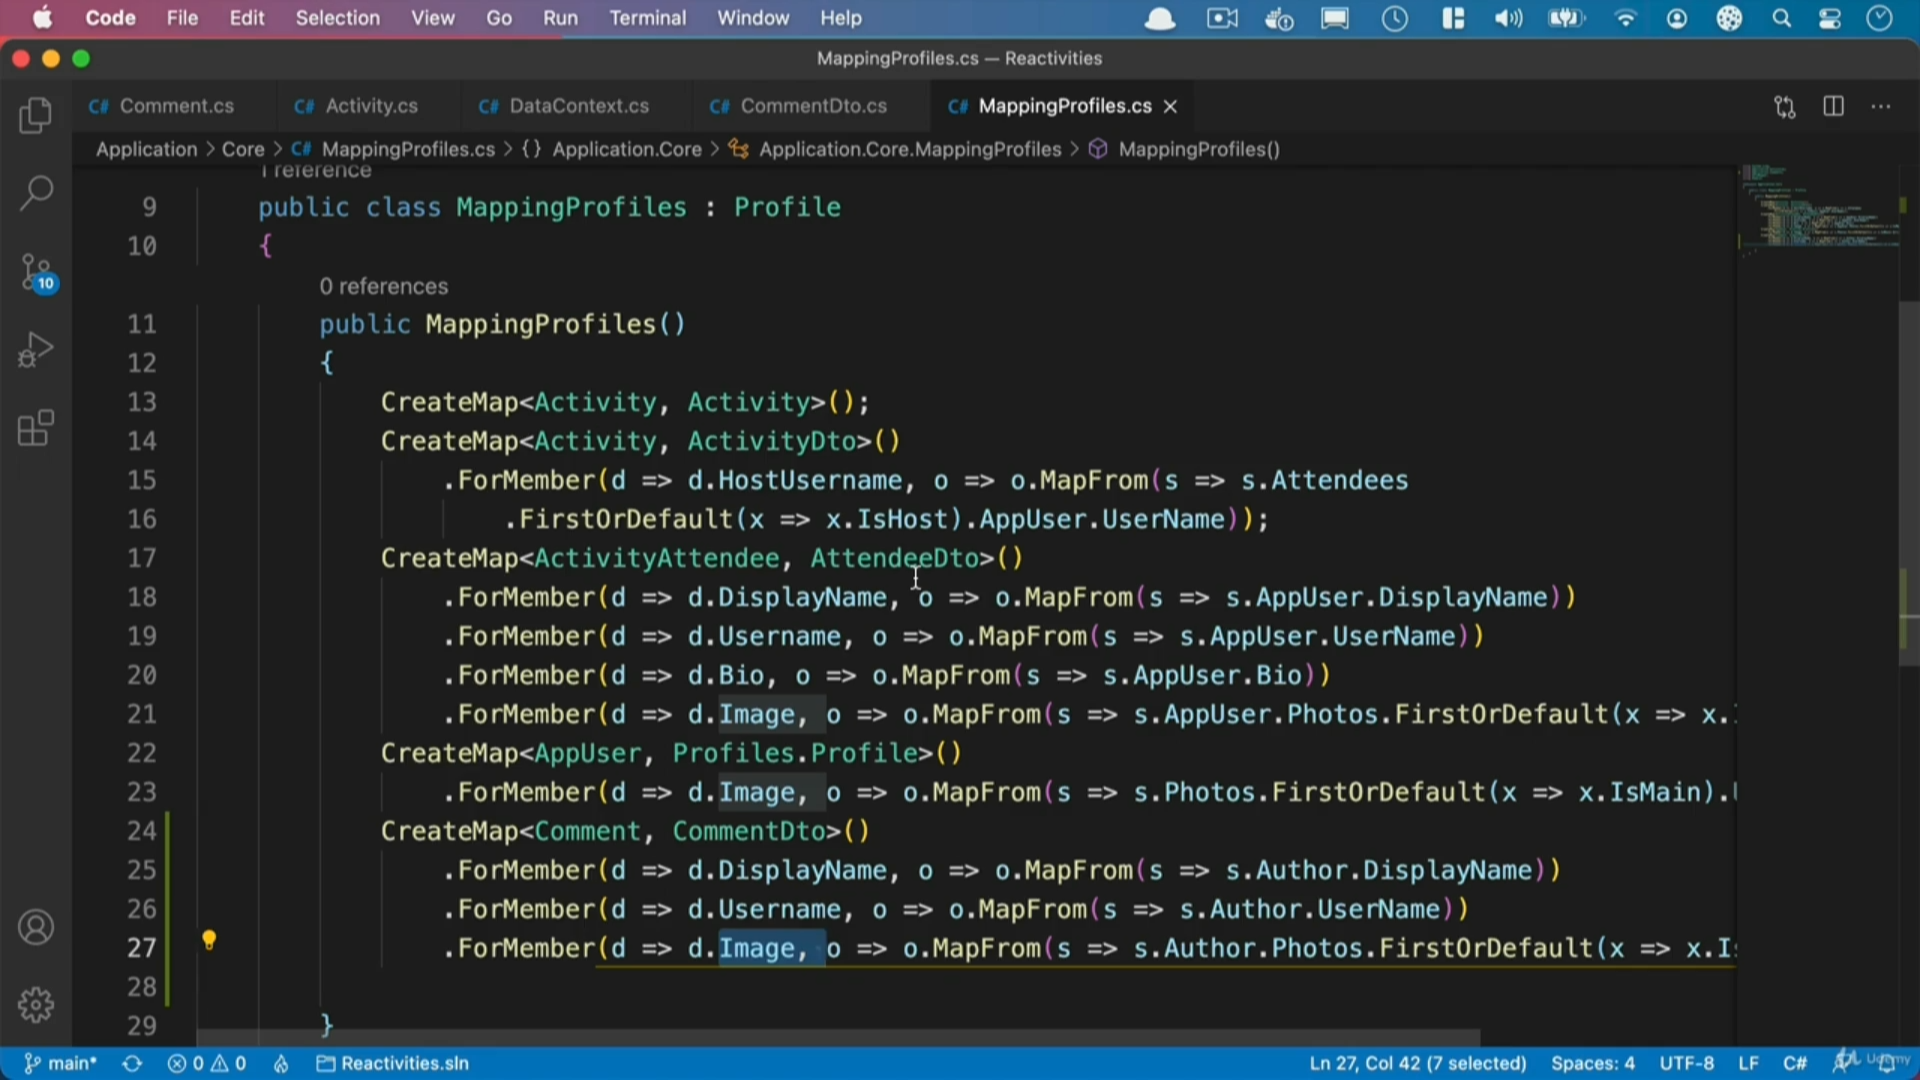 Code File Edit Selection View Go Run Terminal Window Help
MappingProfiles.cs — Reactivities
C# Comment.cs C# Activity.cs C# DataContext.cs C# CommentDto.cs C# MappingProfiles.cs
Application > Core > C# MappingProfiles.cs > {} Application.Core > Application.Core.MappingProfiles > MappingProfiles()
1 reference
9 public class MappingProfiles : Profile
10 {
0 references
11 public MappingProfiles()
12 {
13 CreateMap<Activity, Activity>();
14 CreateMap<Activity, ActivityDto>()
15 .ForMember(d => d.HostUsername, o => o.MapFrom(s => s.Attendees
16 .FirstOrDefault(x => x.IsHost).AppUser.UserName));
17 CreateMap<ActivityAttendee, AttendeeDto>()
18 .ForMember(d => d.DisplayName, o => o.MapFrom(s => s.AppUser.DisplayName))
19 .ForMember(d => d.Username, o => o.MapFrom(s => s.AppUser.UserName))
20 .ForMember(d => d.Bio, o => o.MapFrom(s => s.AppUser.Bio))
21 .ForMember(d => d.Image, o => o.MapFrom(s => s.AppUser.Photos.FirstOrDefault(x => x.
22 CreateMap<AppUser, Profiles.Profile>()
23 .ForMember(d => d.Image, o => o.MapFrom(s => s.Photos.FirstOrDefault(x => x.IsMain).
24 CreateMap<Comment, CommentDto>()
25 .ForMember(d => d.DisplayName, o => o.MapFrom(s => s.Author.DisplayName))
26 .ForMember(d => d.Username, o => o.MapFrom(s => s.Author.UserName))
27 .ForMember(d => d.Image, o => o.MapFrom(s => s.Author.Photos.FirstOrDefault(x => x.Is
28
29 }
10
main* 0 0 Reactivities.sln Ln 27, Col 42 (7 selected) Spaces: 4 UTF-8 LF C# Udemy